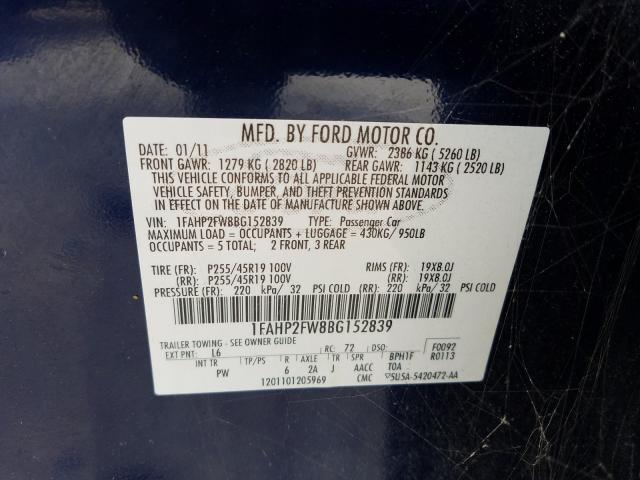 MFD. BY FORD MOTOR CO.
DATE: 01/11 GVWR: 2386 KG ( 5260 LB)
FRONT GAWR: 1279 KG ( 2820 LB) REAR GAWR: 1143 KG ( 2520 LB)
THIS VEHICLE CONFORMS TO ALL APPLICABLE FEDERAL MOTOR
VEHICLE SAFETY, BUMPER, AND THEFT PREVENTION STANDARDS
IN EFFECT ON THE DATE OF MANUFACTURE SHOWN ABOVE.
VIN: 1FAHP2FW8BG152839 TYPE: Passenger Car
MAXIMUM LOAD = OCCUPANTS + LUGGAGE = 430KG/ 950LB
OCCUPANTS = 5 TOTAL; 2 FRONT, 3 REAR
TIRE (FR): P255/45R19 100V RIMS (FR): 19X8.0J
(RR): P255/45R19 100V (RR): 19X8.0J
PRESSURE (FR): 220 kPa/ 32 PSI COLD (RR): 220 kPa/ 32 PSI COLD
1FAHP2FW8BG152839
TRAILER TOWING - SEE OWNER GUIDE F0092
EXT PNT: L6 RC: 72 DSO: R0113
INT TR TP/PS R AXLE TR SPR BPH1F
PW 6 2A J AACC TOA
1201101205969 CMC 5USA-5420472-AA